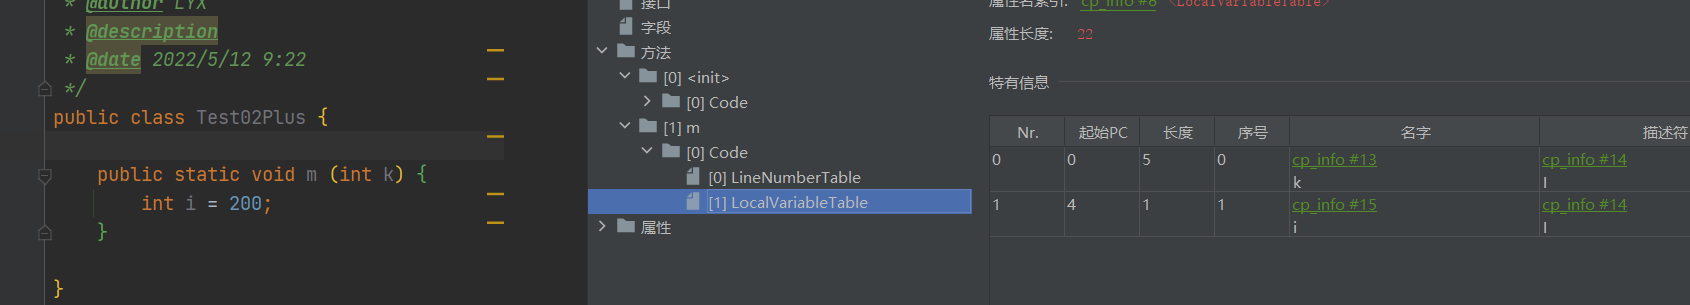 * @author LYX
* @description
* @date 2022/5/12 9:22
*/
public class Test02Plus {
public static void m (int k) {
int i = 200;
}
}
接口
字段
方法
[0] <init>
[0] Code
[1] m
[0] Code
[0] LineNumberTable
[1] LocalVariableTable
属性
属性名索引: cp_info #8 <LocalVariableTable>
属性长度: 22
特有信息
Nr. 起始PC 长度 序号 名字 描述符
0 0 5 0 cp_info #13 cp_info #14
k I
1 4 1 1 cp_info #15 cp_info #14
i I